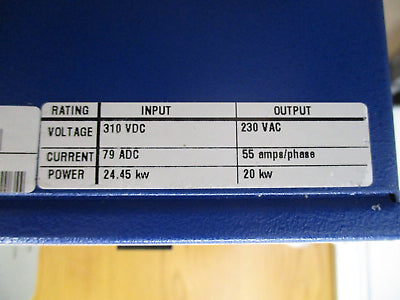 RATING INPUT OUTPUT
VOLTAGE 310 VDC 230 VAC
CURRENT 79 ADC 55 amps/phase
POWER 24.45 kw 20 kw